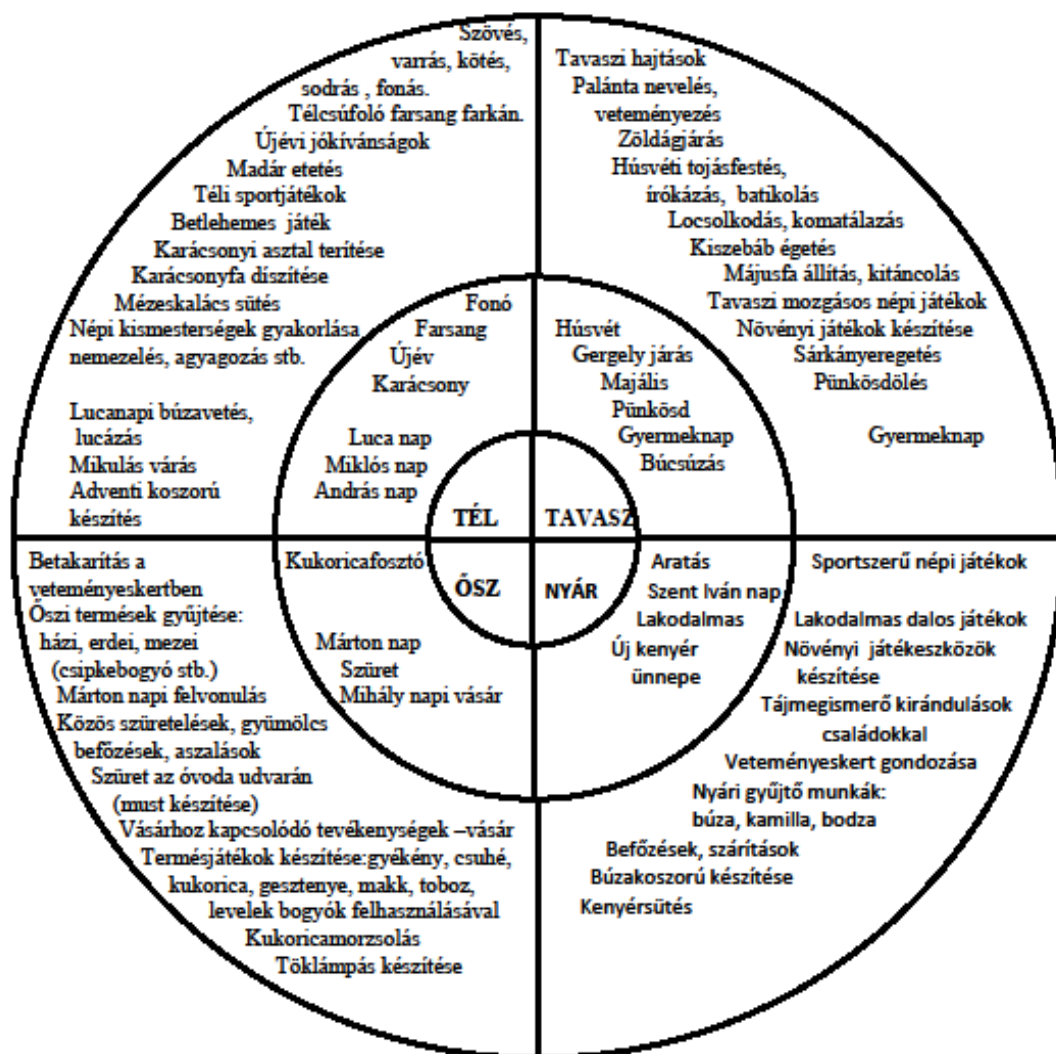 Szövés,
varrás, kötés,
sodrás , fonás.
Télcsúfoló farsang farkán.
Újévi jókívánságok
Madár etetés
Téli sportjátékok
Betlehemes játék
Karácsonyi asztal terítése
Karácsonyfa díszítése
Mézeskalács sütés
Népi kismesterségek gyakorlása
nemezelés, agyagozás stb.
Lucanapi búzavetés,
lucázás
Mikulás várás
Adventi koszorú
készítés
Fonó
Farsang
Újév
Karácsony
Luca nap
Miklós nap
András nap
TÉL
Tavaszi hajtások
Palánta nevelés,
veteményezés
Zöldágjárás
Húsvéti tojásfestés,
írókázás, batikolás
Locsolkodás, komatálazás
Kiszebáb égetés
Májusfa állítás, kitáncolás
Tavaszi mozgásos népi játékok
Növényi játékok készítése
Sárkányeregetés
Pünkösdölés
Gyermeknap
Húsvét
Gergely járás
Majális
Pünkösd
Gyermeknap
Búcsúzás
TAVASZ
Betakarítás a
veteményeskertben
Őszi termések gyűjtése:
házi, erdei, mezei
(csipkebogyó stb.)
Márton napi felvonulás
Közös szüretelések, gyümölcs
befőzések, aszalások
Szüret az óvoda udvarán
(must készítése)
Vásárhoz kapcsolódó tevékenységek –vásár
Termésjátékok készítése:gyékény, csuhé,
kukorica, gesztenye, makk, toboz,
levelek bogyók felhasználásával
Kukoricamorzsolás
Töklámpás készítése
Kukoricafosztó
Márton nap
Szüret
Mihály napi vásár
ŐSZ
NYÁR
Aratás
Szent Iván nap
Lakodalmas
Új kenyér
ünnepe
Sportszerű népi játékok
Lakodalmas dalos játékok
Növényi játékeszközök
készítése
Tájmegismerő kirándulások
családokkal
Veteményeskert gondozása
Nyári gyűjtő munkák:
búza, kamilla, bodza
Befőzések, szárítások
Búzakoszorú készítése
Kenyérsütés